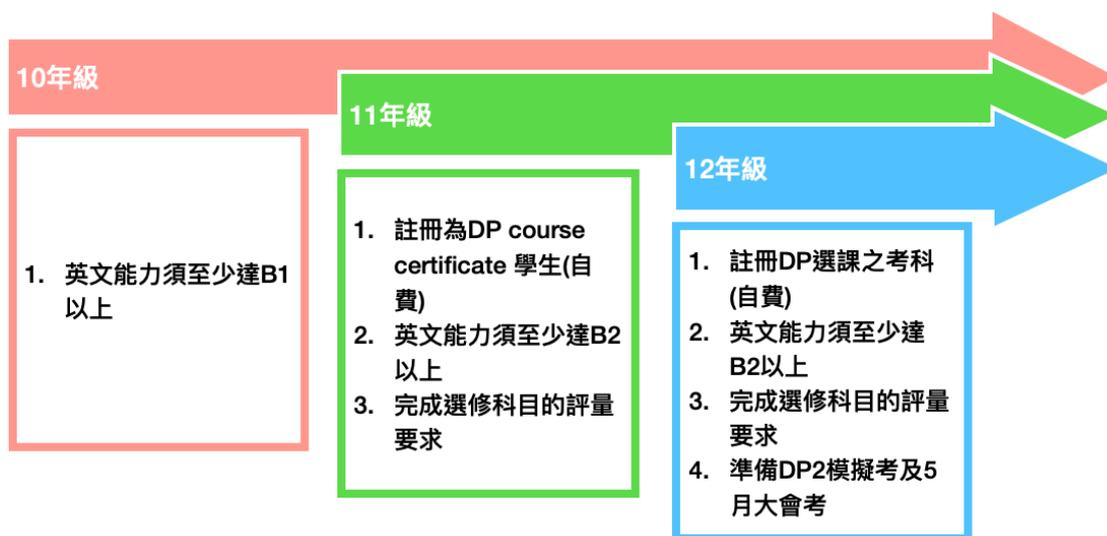 10年級
1. 英文能力須至少達B1
以上
11年級
1. 註冊為DP course
certificate 學生(自
費)
2. 英文能力須至少達B2
以上
3. 完成選修科目的評量
要求
12年級
1. 註冊DP選課之考科
(自費)
2. 英文能力須至少達
B2以上
3. 完成選修科目的評量
要求
4. 準備DP2模擬考及5
月大會考